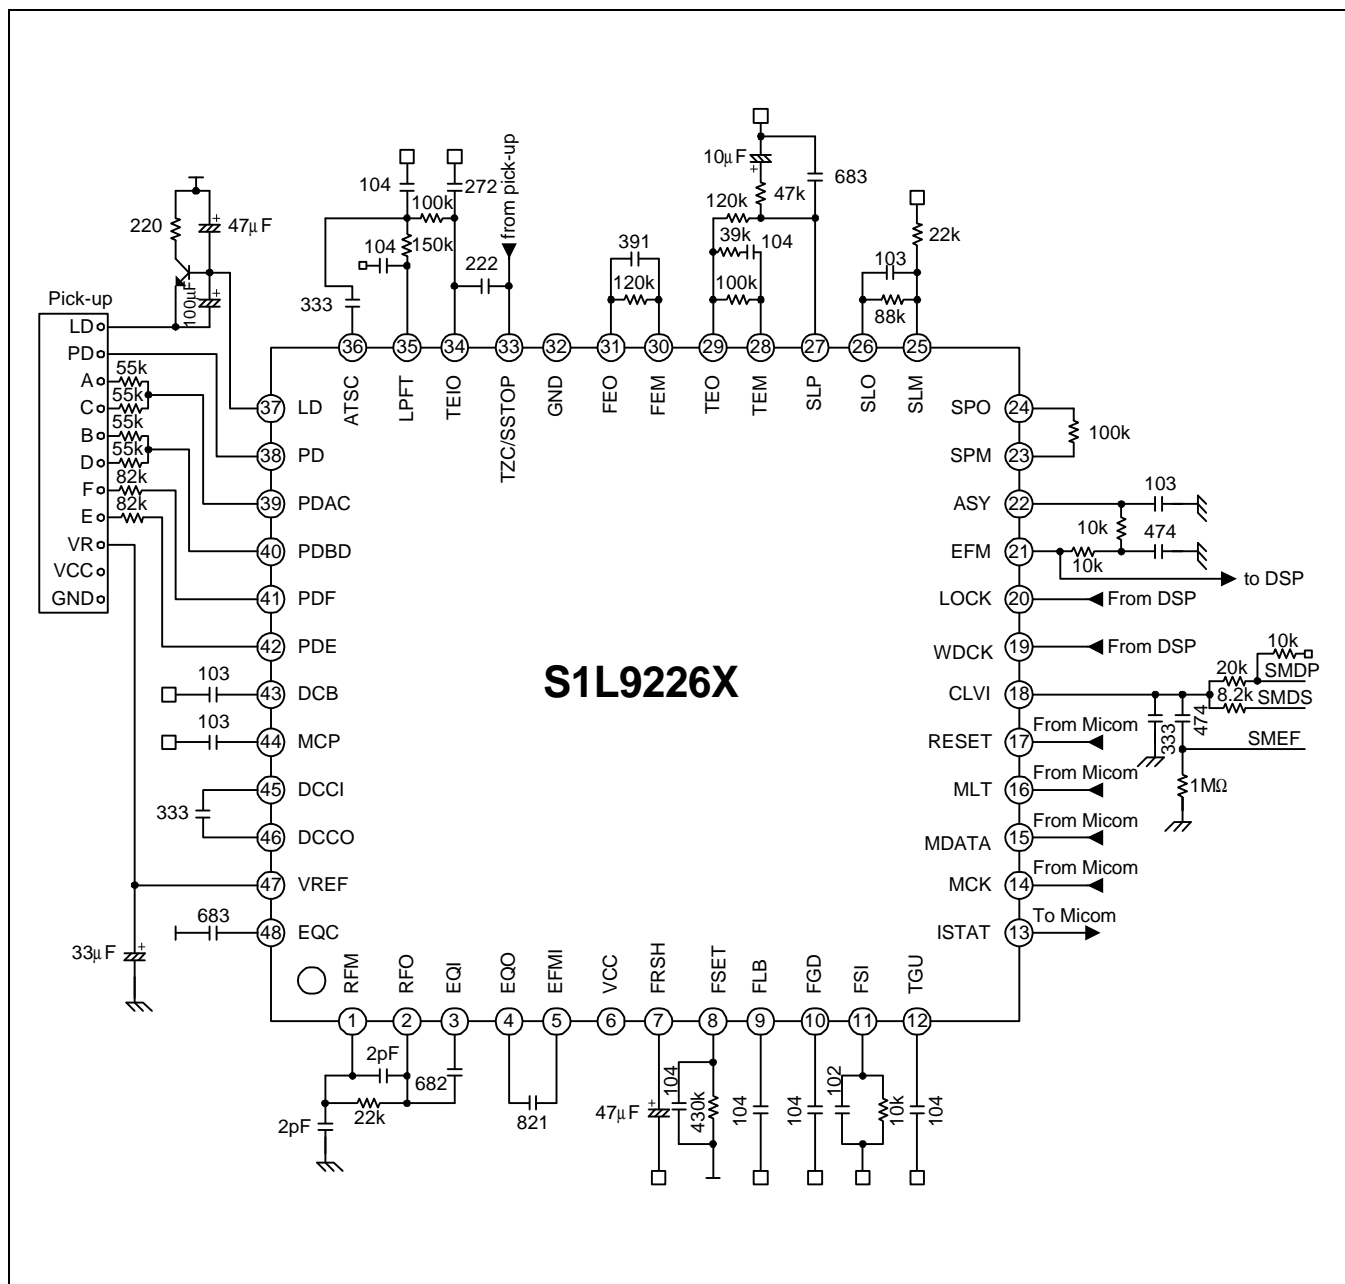 10μF
683
47k
120k
39k
104
100k
from pick-up
104
272
100k
104
150k
222
333
391
120k
103
88k
22k
220
47μF
100μF
Pick-up
LD
PD
A
C
B
D
F
E
VR
VCC
GND
55k
55k
55k
55k
82k
82k
36
35
34
33
32
31
30
29
28
27
26
25
ATSC
LPFT
TEIO
TZC/SSTOP
GND
FEO
FEM
TEO
TEM
SLP
SLO
SLM
37 LD
38 PD
39 PDAC
40 PDBD
41 PDF
42 PDE
103
43 DCB
103
44 MCP
45 DCCI
333
46 DCCO
47 VREF
683
48 EQC
33μF
S1L9226X
SPO 24
100k
SPM 23
ASY 22
103
10k
474
EFM 21
10k
to DSP
LOCK 20 From DSP
WDCK 19 From DSP
CLVI 18
10k
20k
SMDP
8.2k
SMDS
333
474
SMEF
1MΩ
RESET 17 From Micom
MLT 16 From Micom
MDATA 15 From Micom
MCK 14 From Micom
ISTAT 13 To Micom
RFM
RFO
EQI
EQO
EFMI
VCC
FRSH
FSET
FLB
FGD
FSI
TGU
1
2
3
4
5
6
7
8
9
10
11
12
2pF
22k
2pF
682
821
47μF
104
430k
104
104
102
10k
104